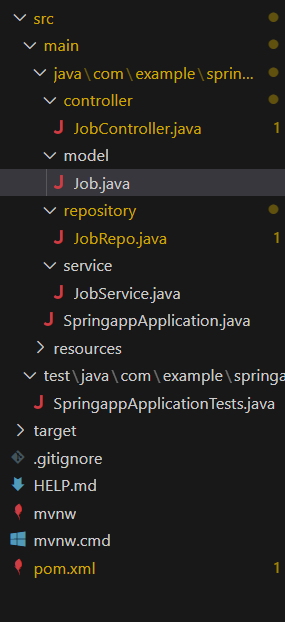 src
main
java\com\example\sprin...
controller
JobController.java 1
model
Job.java
repository
JobRepo.java 1
service
JobService.java
SpringappApplication.java
resources
test\java\com\example\springa
SpringappApplicationTests.java
target
.gitignore
HELP.md
mvnw
mvnw.cmd
pom.xml 1